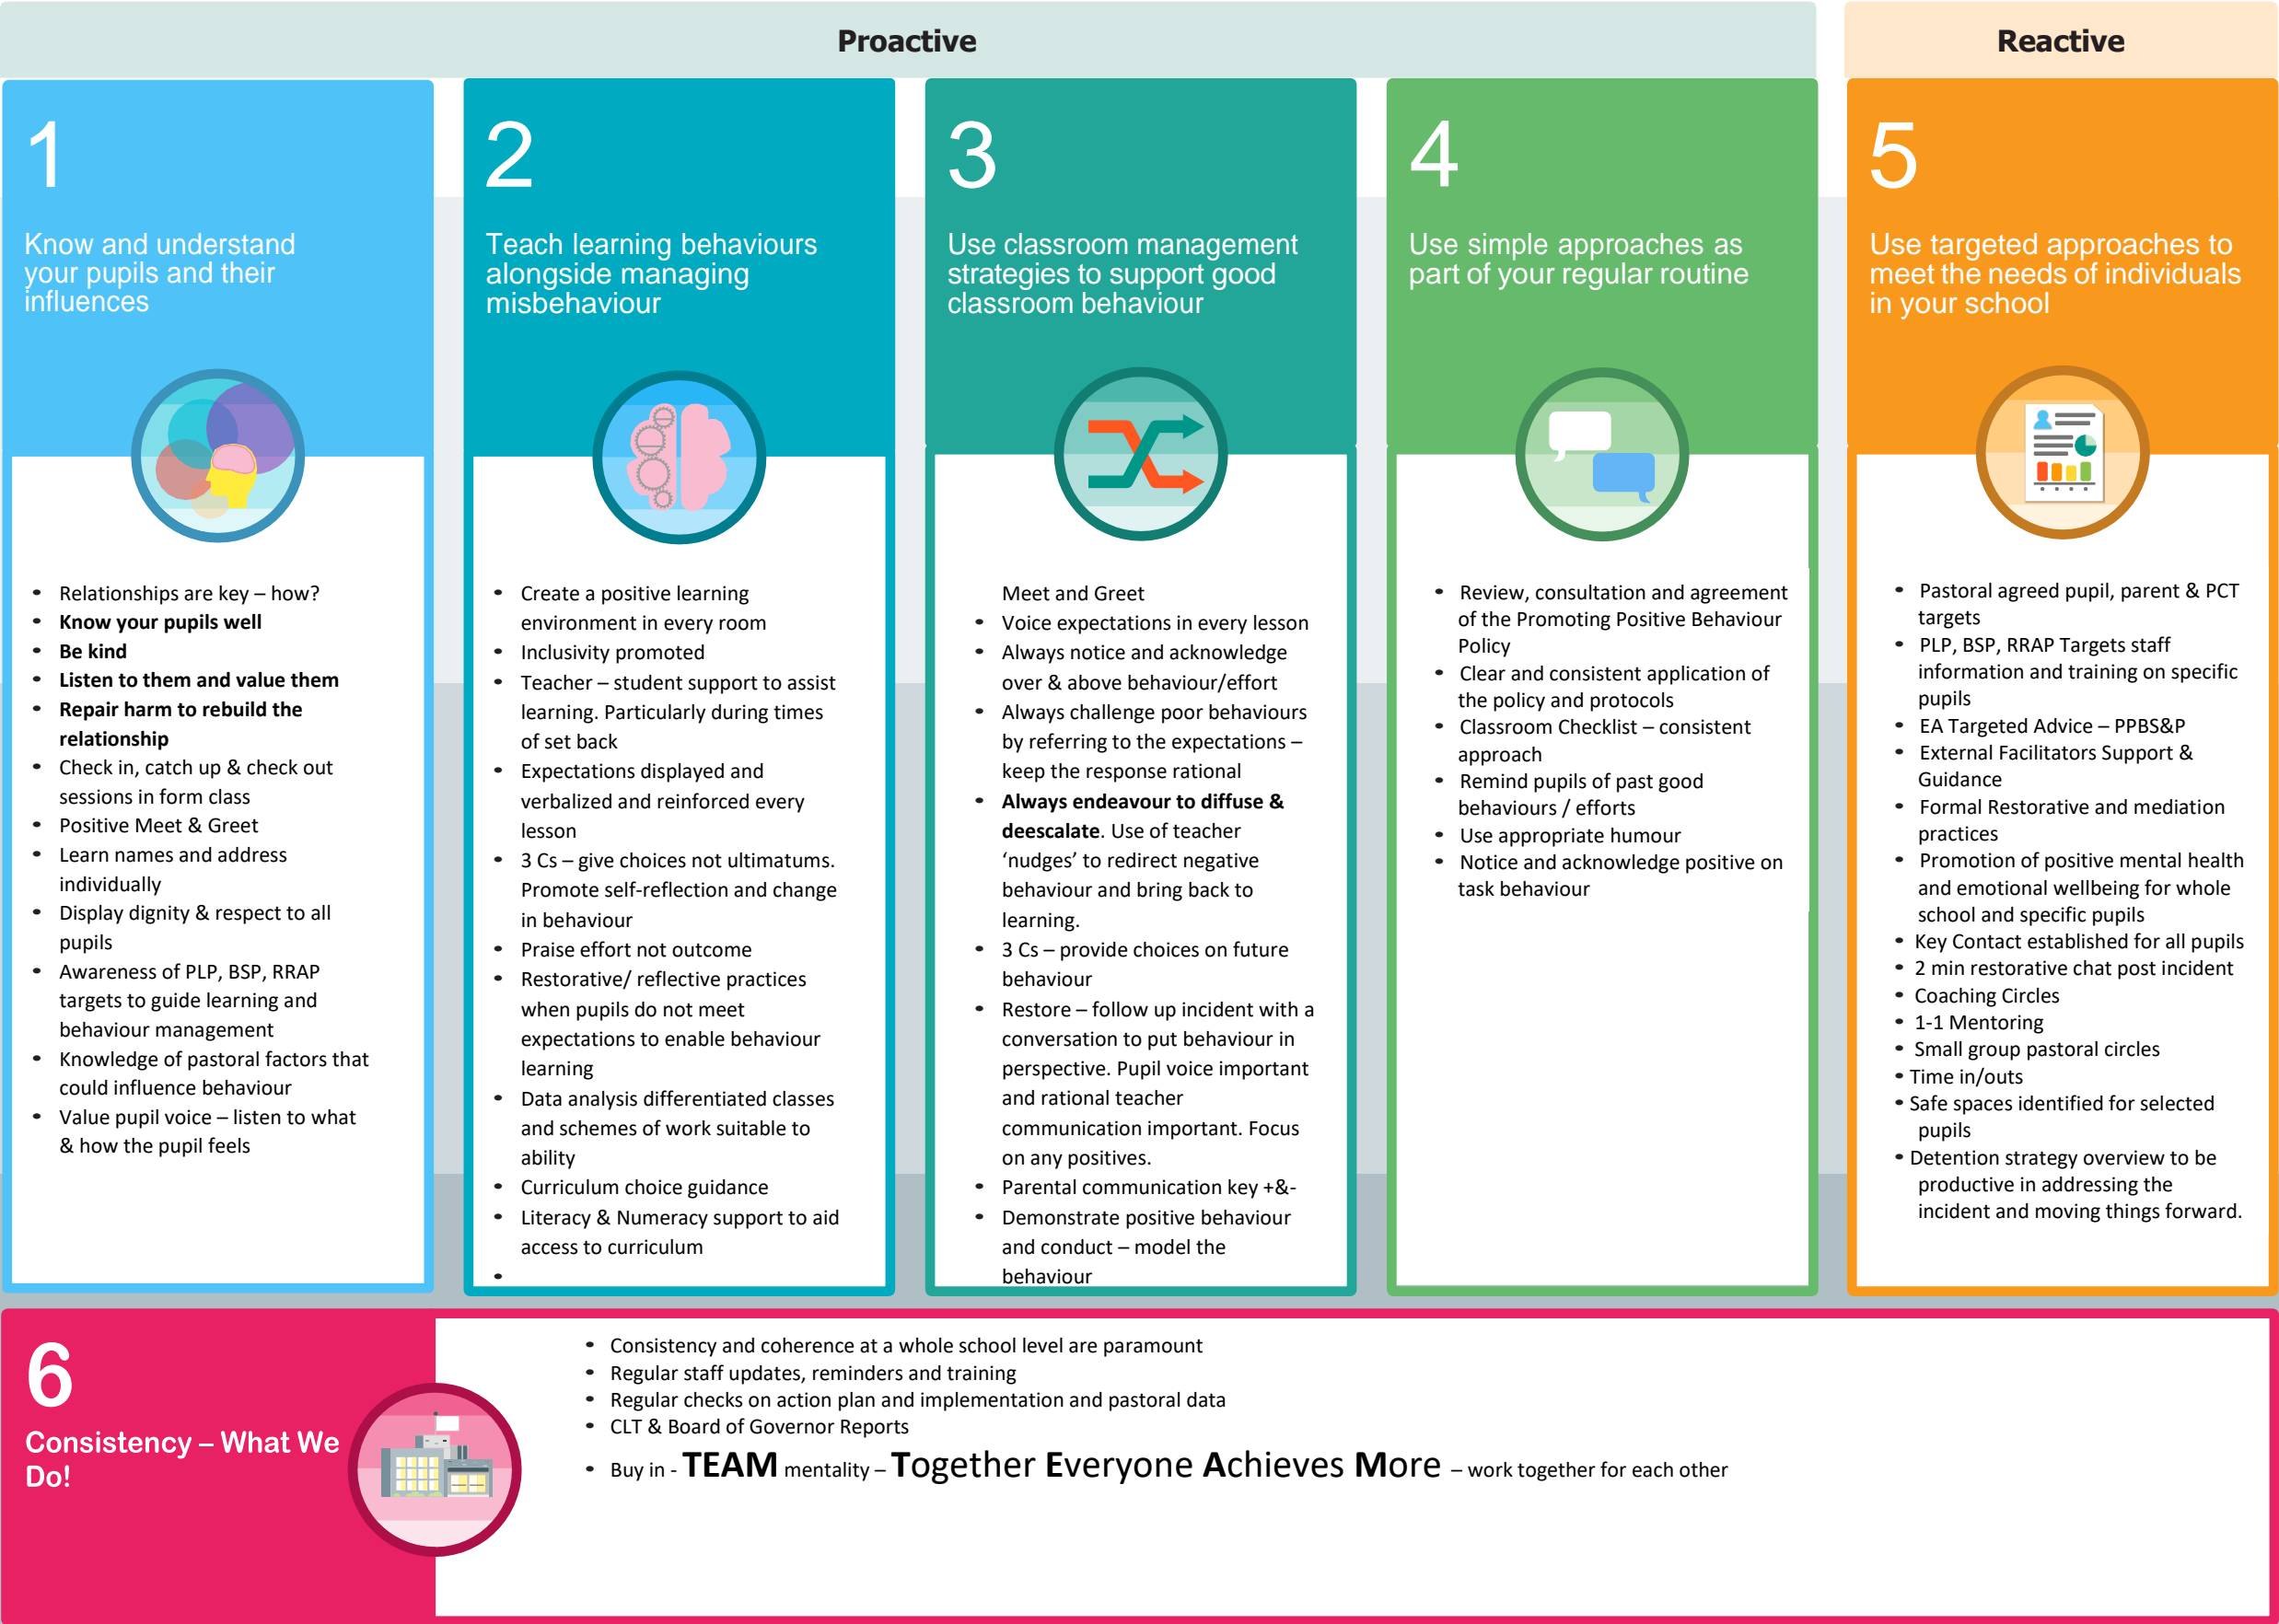 Proactive
Reactive
1
Know and understand
your pupils and their
influences
• Relationships are key – how?
• Know your pupils well
• Be kind
• Listen to them and value them
• Repair harm to rebuild the
relationship
• Check in, catch up & check out
sessions in form class
• Positive Meet & Greet
• Learn names and address
individually
• Display dignity & respect to all
pupils
• Awareness of PLP, BSP, RRAP
targets to guide learning and
behaviour management
• Knowledge of pastoral factors that
could influence behaviour
• Value pupil voice – listen to what
& how the pupil feels
2
Teach learning behaviours
alongside managing
misbehaviour
• Create a positive learning
environment in every room
• Inclusivity promoted
• Teacher – student support to assist
learning. Particularly during times
of set back
• Expectations displayed and
verbalized and reinforced every
lesson
• 3 Cs – give choices not ultimatums.
Promote self-reflection and change
in behaviour
• Praise effort not outcome
• Restorative/ reflective practices
when pupils do not meet
expectations to enable behaviour
learning
• Data analysis differentiated classes
and schemes of work suitable to
ability
• Curriculum choice guidance
• Literacy & Numeracy support to aid
access to curriculum
•
3
Use classroom management
strategies to support good
classroom behaviour
Meet and Greet
• Voice expectations in every lesson
• Always notice and acknowledge
over & above behaviour/effort
• Always challenge poor behaviours
by referring to the expectations –
keep the response rational
• Always endeavour to diffuse &
deescalate. Use of teacher
‘nudges’ to redirect negative
behaviour and bring back to
learning.
• 3 Cs – provide choices on future
behaviour
• Restore – follow up incident with a
conversation to put behaviour in
perspective. Pupil voice important
and rational teacher
communication important. Focus
on any positives.
• Parental communication key +&-
• Demonstrate positive behaviour
and conduct – model the
behaviour
4
Use simple approaches as
part of your regular routine
• Review, consultation and agreement
of the Promoting Positive Behaviour
Policy
• Clear and consistent application of
the policy and protocols
• Classroom Checklist – consistent
approach
• Remind pupils of past good
behaviours / efforts
• Use appropriate humour
• Notice and acknowledge positive on
task behaviour
5
Use targeted approaches to
meet the needs of individuals
in your school
• Pastoral agreed pupil, parent & PCT
targets
• PLP, BSP, RRAP Targets staff
information and training on specific
pupils
• EA Targeted Advice – PPBS&P
• External Facilitators Support &
Guidance
• Formal Restorative and mediation
practices
• Promotion of positive mental health
and emotional wellbeing for whole
school and specific pupils
• Key Contact established for all pupils
• 2 min restorative chat post incident
• Coaching Circles
• 1-1 Mentoring
• Small group pastoral circles
• Time in/outs
• Safe spaces identified for selected
pupils
• Detention strategy overview to be
productive in addressing the
incident and moving things forward.
6
Consistency – What We
Do!
• Consistency and coherence at a whole school level are paramount
• Regular staff updates, reminders and training
• Regular checks on action plan and implementation and pastoral data
• CLT & Board of Governor Reports
• Buy in - TEAM mentality – Together Everyone Achieves More – work together for each other